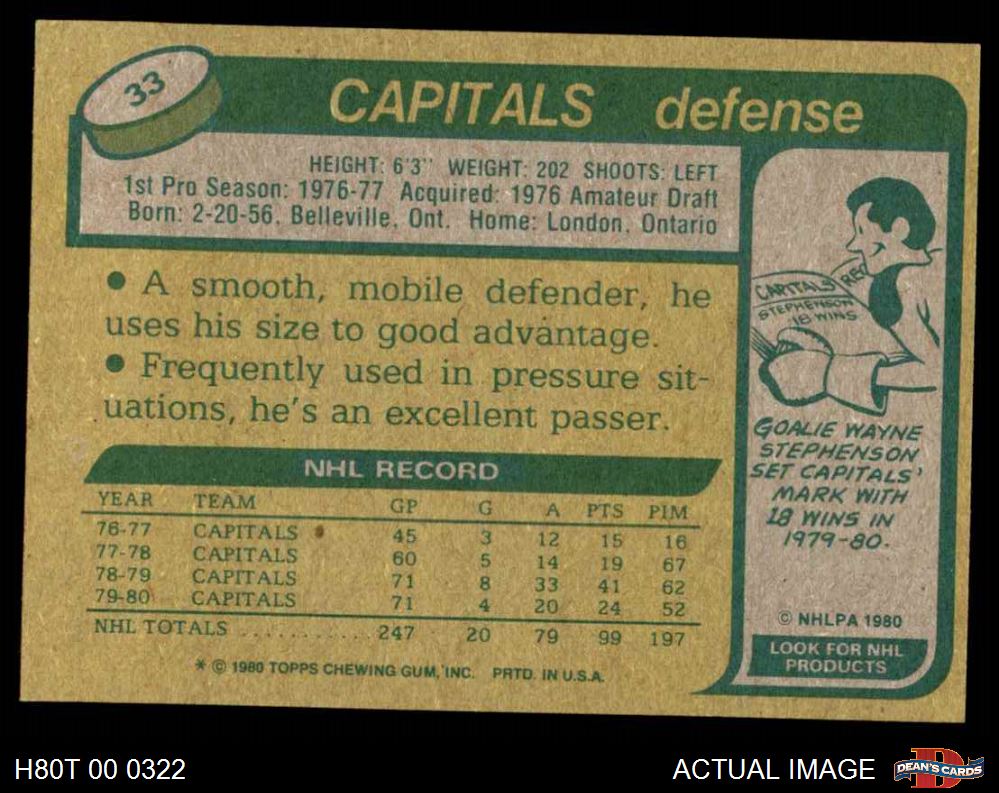 33
CAPITALS defense
HEIGHT: 6'3" WEIGHT: 202 SHOOTS: LEFT
1st Pro Season: 1976-77 Acquired: 1976 Amateur Draft
Born: 2-20-56, Belleville, Ont. Home: London, Ontario
● A smooth, mobile defender, he
uses his size to good advantage.
● Frequently used in pressure sit-
uations, he's an excellent passer.
NHL RECORD
YEAR TEAM GP G A PTS PIM
76-77 CAPITALS 45 3 12 15 16
77-78 CAPITALS 60 5 14 19 67
78-79 CAPITALS 71 8 33 41 62
79-80 CAPITALS 71 4 20 24 52
NHL TOTALS ............ 247 20 79 99 197
* © 1980 TOPPS CHEWING GUM, INC. PRTD. IN U.S.A.
CAPITALS REC
STEPHENSON
18 WINS
GOALIE WAYNE
STEPHENSON
SET CAPITALS'
MARK WITH
18 WINS IN
1979-80.
© NHLPA 1980
LOOK FOR NHL
PRODUCTS
H80T 00 0322
ACTUAL IMAGE
DEAN'S CARDS